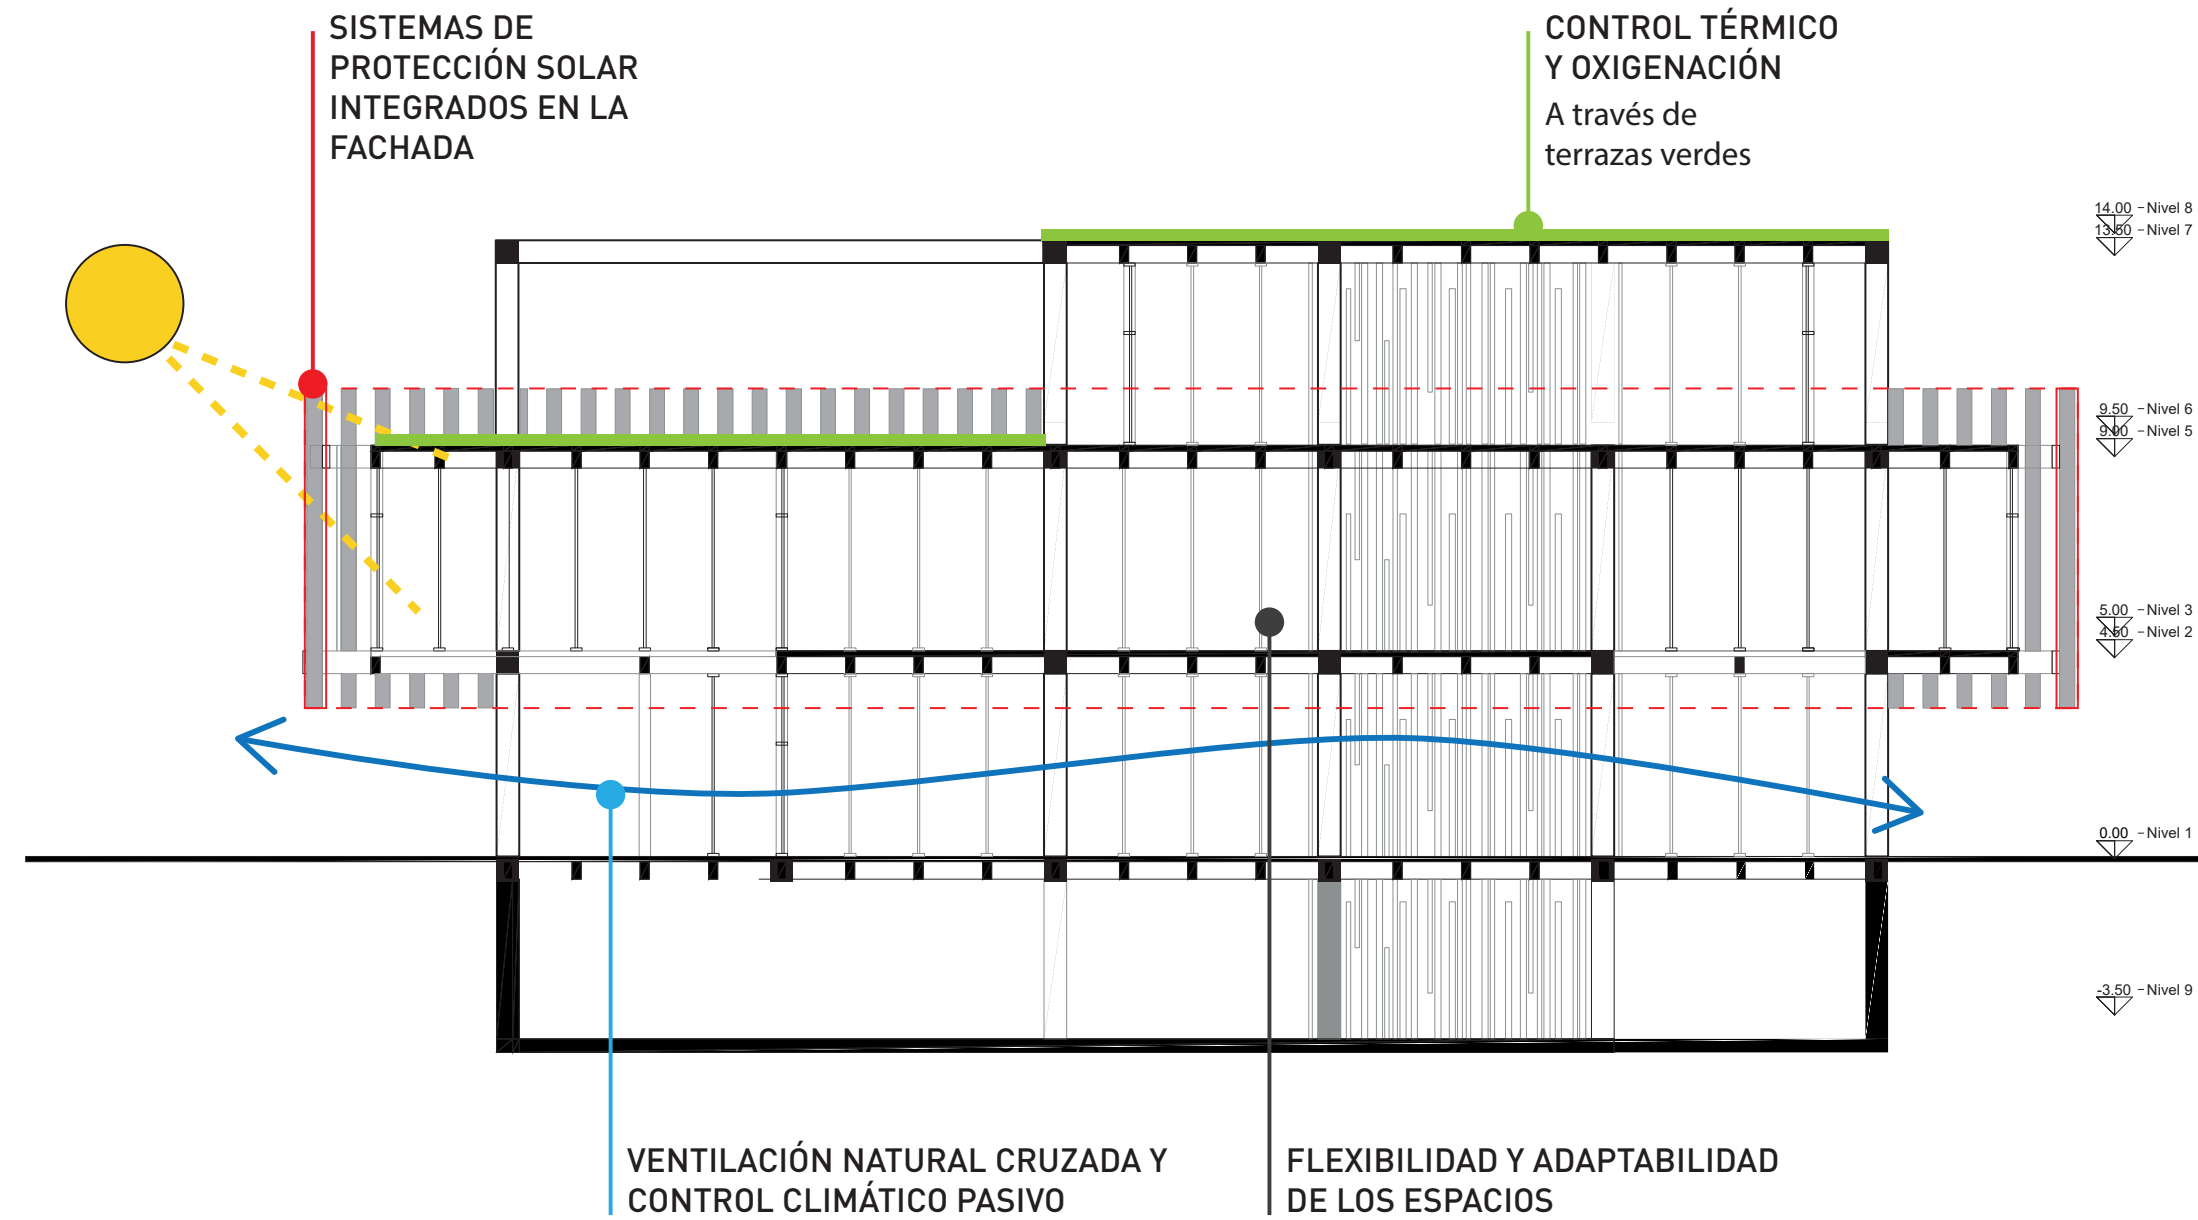 SISTEMAS DE
PROTECCIÓN SOLAR
INTEGRADOS EN LA
FACHADA
CONTROL TÉRMICO
Y OXIGENACIÓN
A través de
terrazas verdes
14.00 - Nivel 8
13.50 - Nivel 7
9.50 - Nivel 6
9.00 - Nivel 5
5.00 - Nivel 3
4.50 - Nivel 2
0.00 - Nivel 1
-3.50 - Nivel 9
VENTILACIÓN NATURAL CRUZADA Y
CONTROL CLIMÁTICO PASIVO
FLEXIBILIDAD Y ADAPTABILIDAD
DE LOS ESPACIOS